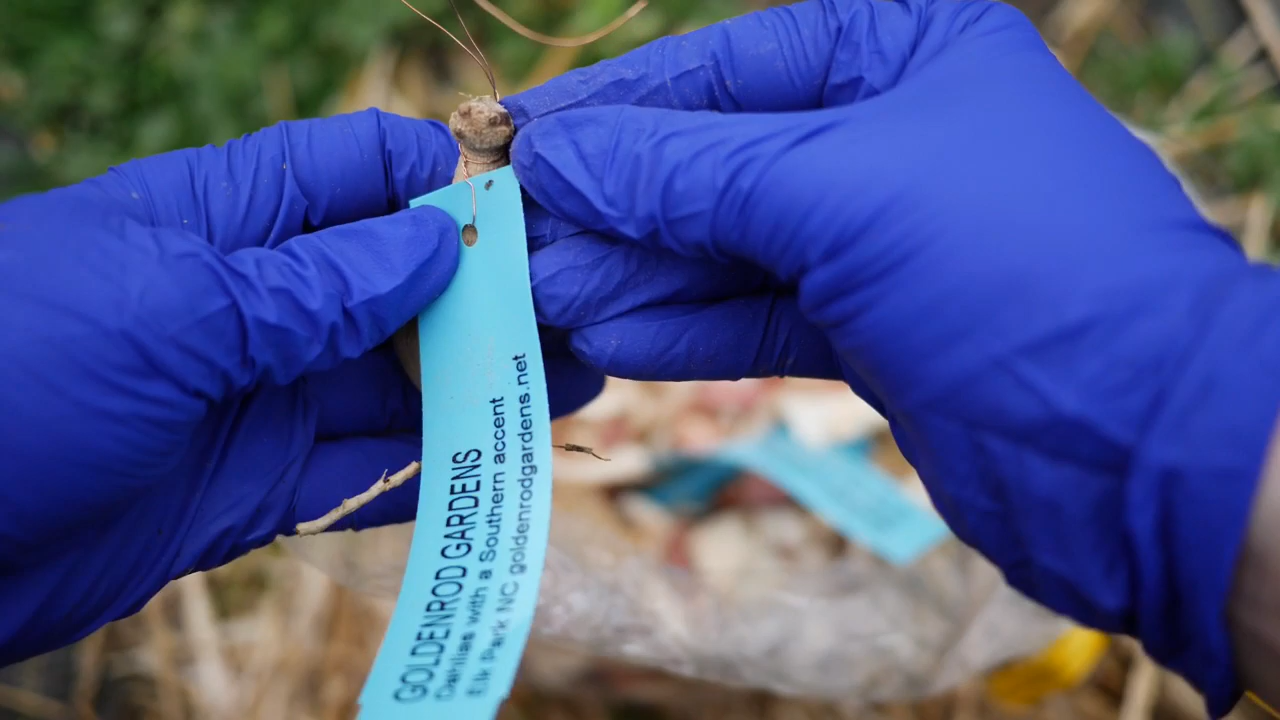 GOLDENROD GARDENS
Dahlias with a Southern accent
Elk Park NC goldenrodgardens.net